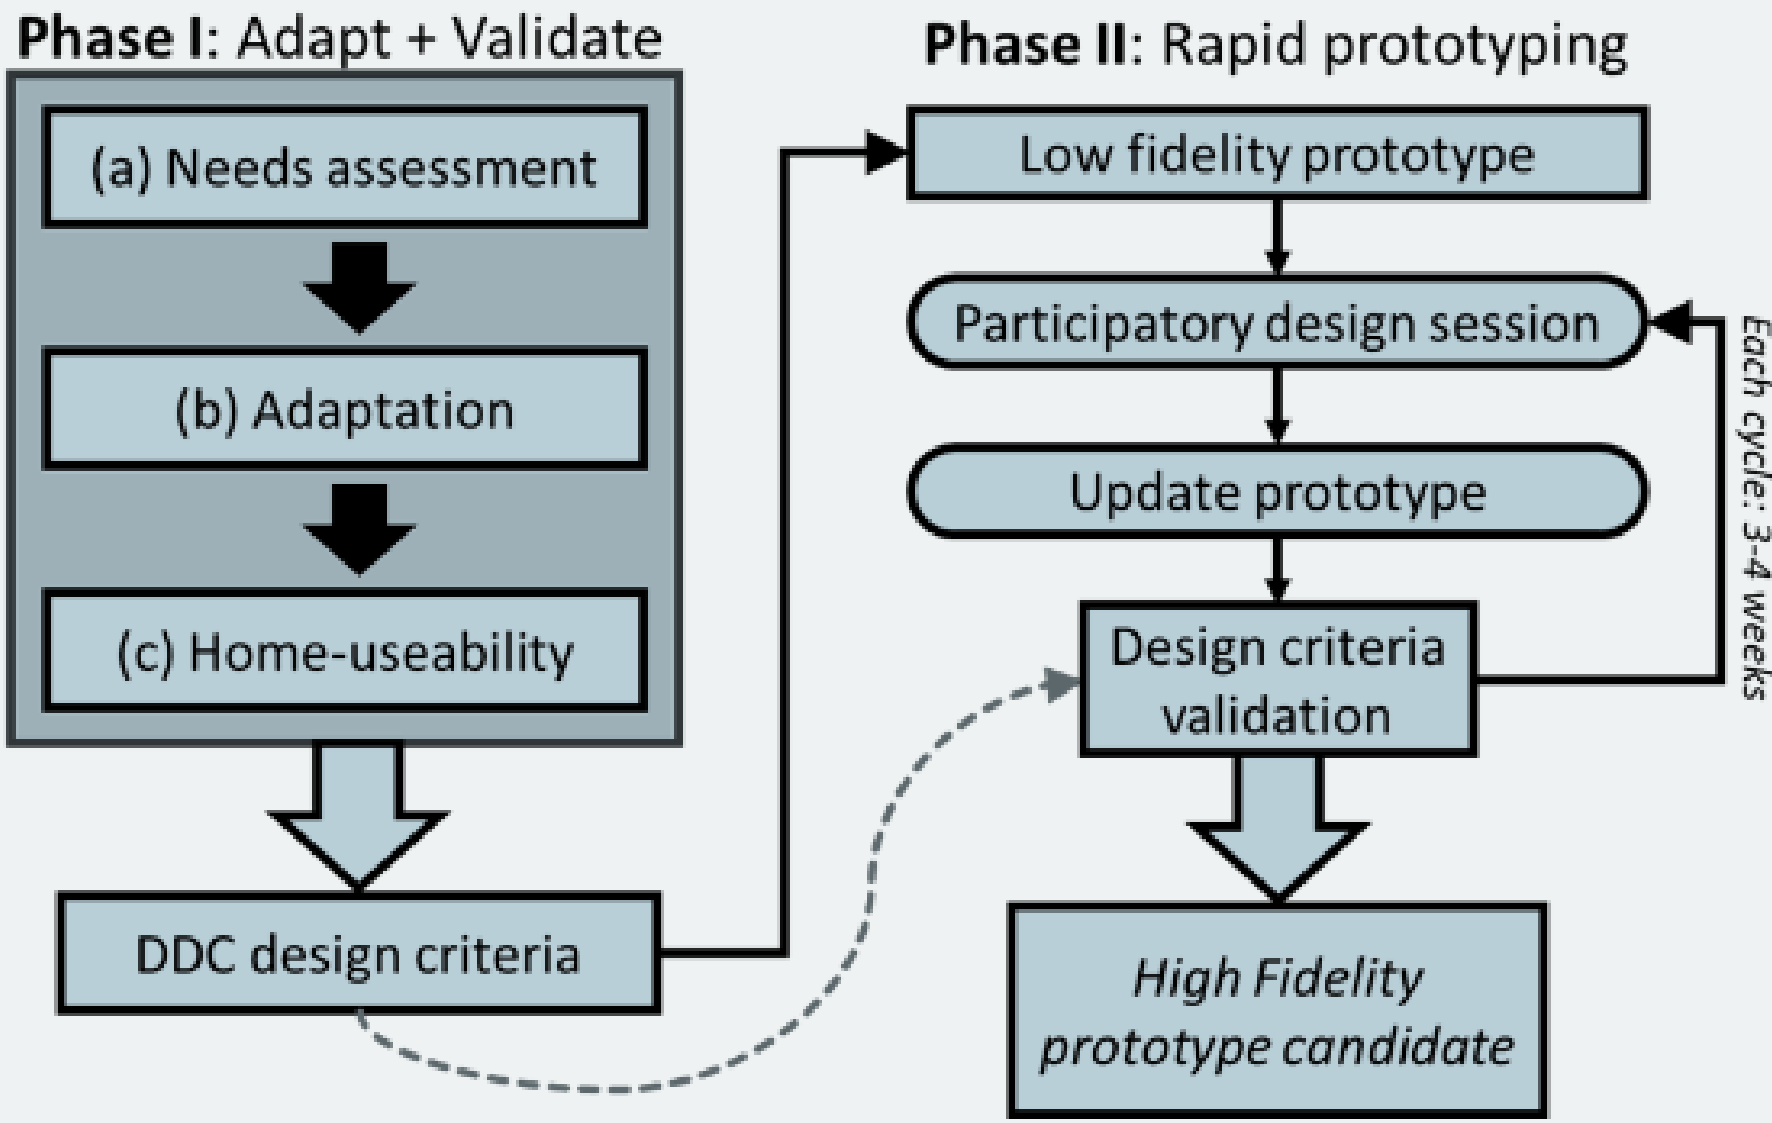 Phase I: Adapt + Validate
(a) Needs assessment
(b) Adaptation
(c) Home-useability
DDC design criteria
Phase II: Rapid prototyping
Low fidelity prototype
Participatory design session
Update prototype
Design criteria
validation
Each cycle: 3-4 weeks
High Fidelity
prototype candidate